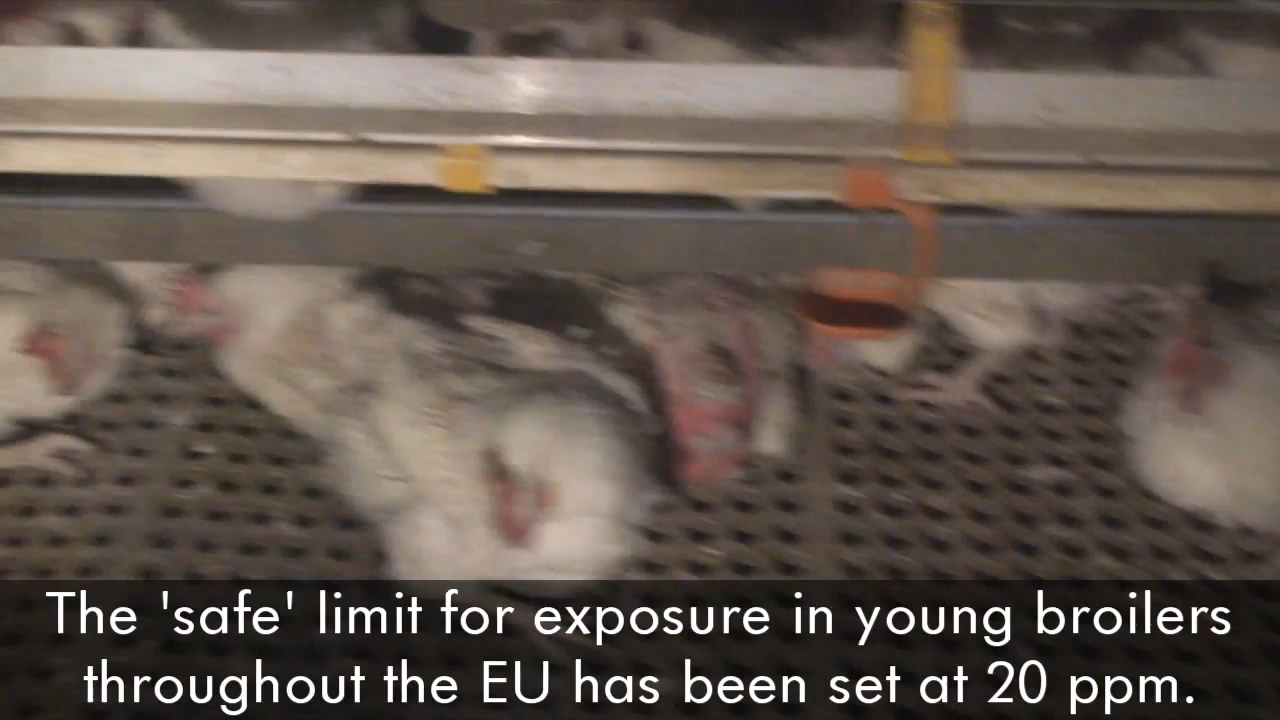 The 'safe' limit for exposure in young broilers
throughout the EU has been set at 20 ppm.